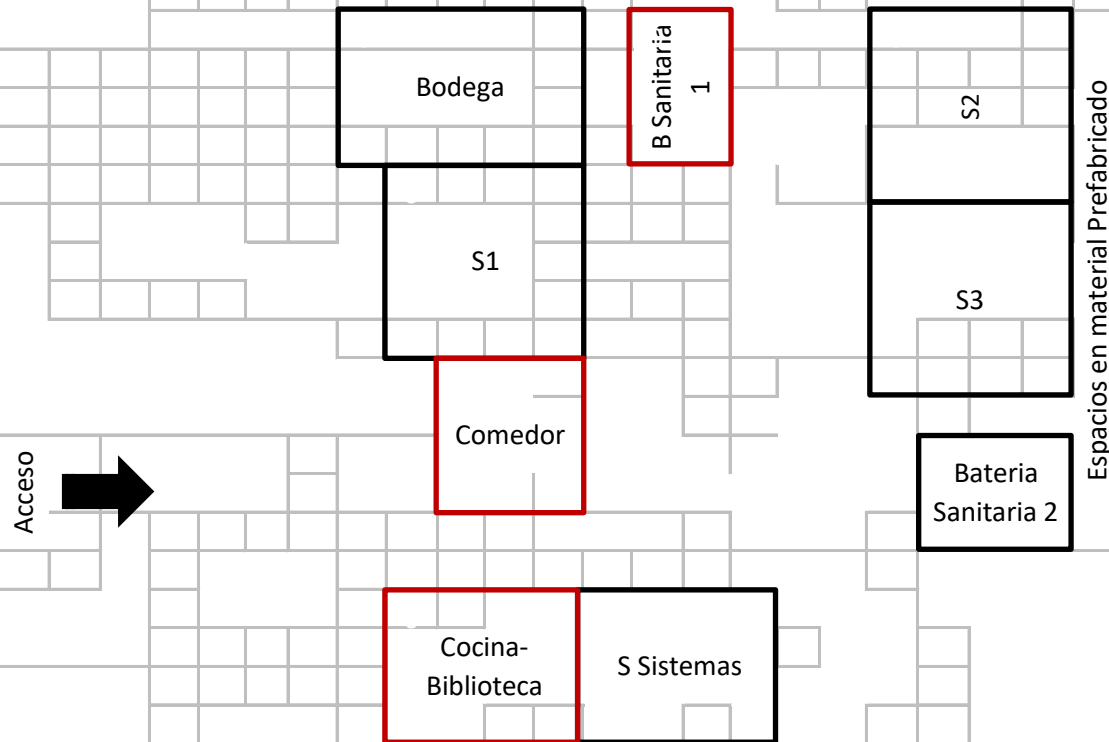 Bodega
B Sanitaria
1
S2
Espacios en material Prefabricado
S1
S3
Comedor
Acceso
Bateria
Sanitaria 2
Cocina-
Biblioteca
S Sistemas